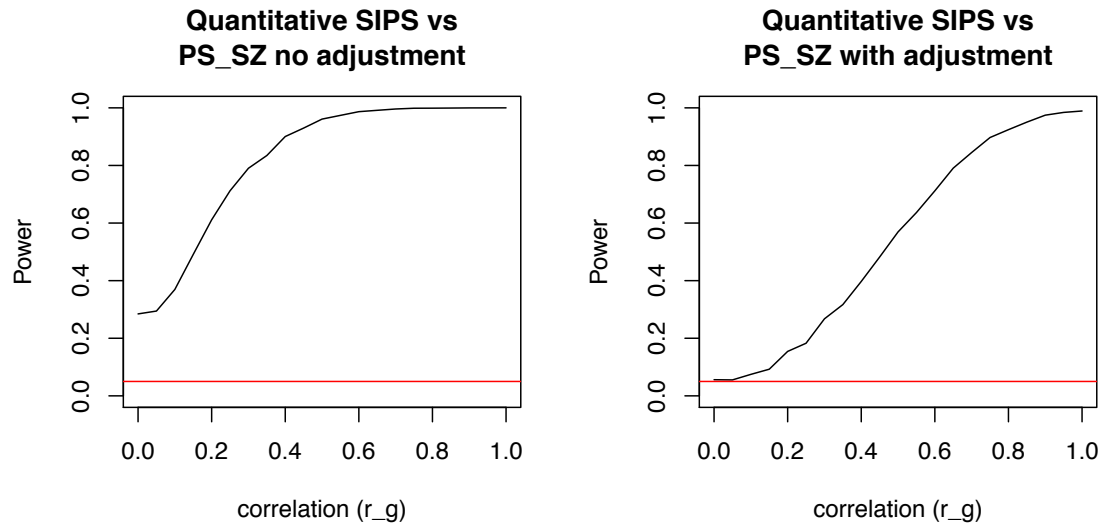 Quantitative SIPS vs
PS_SZ no adjustment
Power
0.0 0.2 0.4 0.6 0.8 1.0
0.0 0.2 0.4 0.6 0.8 1.0
correlation (r_g)
Quantitative SIPS vs
PS_SZ with adjustment
Power
0.0 0.2 0.4 0.6 0.8 1.0
0.0 0.2 0.4 0.6 0.8 1.0
correlation (r_g)